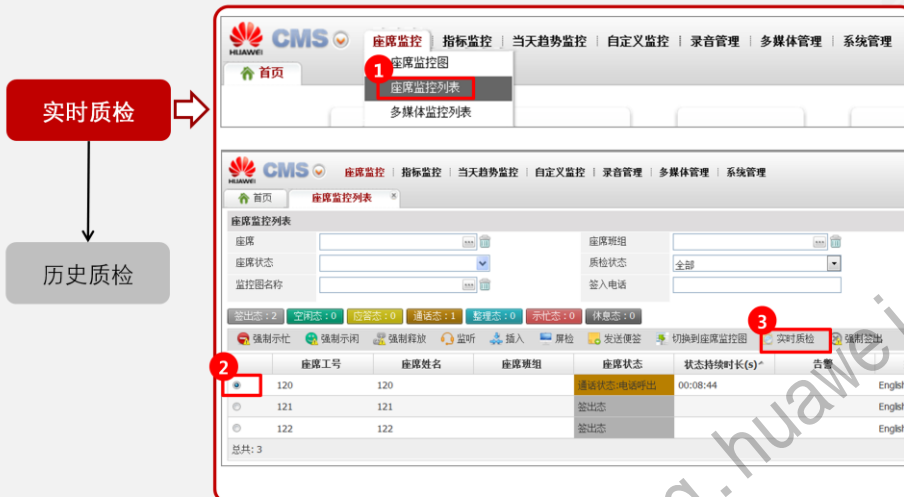 HUAWEI CMS 座席监控 指标监控 当天趋势监控 自定义监控 录音管理 多媒体管理 系统管理
首页
1 座席监控图
座席监控列表
多媒体监控列表
实时质检
历史质检
HUAWEI CMS 座席监控 指标监控 当天趋势监控 自定义监控 录音管理 多媒体管理 系统管理
首页 座席监控列表 ×
座席监控列表
座席 ... 座席班组 ...
座席状态 质检状态 全部
监控图名称 ... 签入电话
签出态：2 空闲态：0 应答态：0 通话态：1 整理态：0 示忙态：0 休息态：0
3
强制示忙 强制示闲 强制释放 监听 插入 屏检 发送便签 切换到座席监控图 实时质检 强制签出
2 座席工号 座席姓名 座席班组 座席状态 状态持续时长(s) 告警
120 120 通话状态:电话呼出 00:08:44 English
121 121 签出态 English
122 122 签出态 English
总共: 3
g.huawei